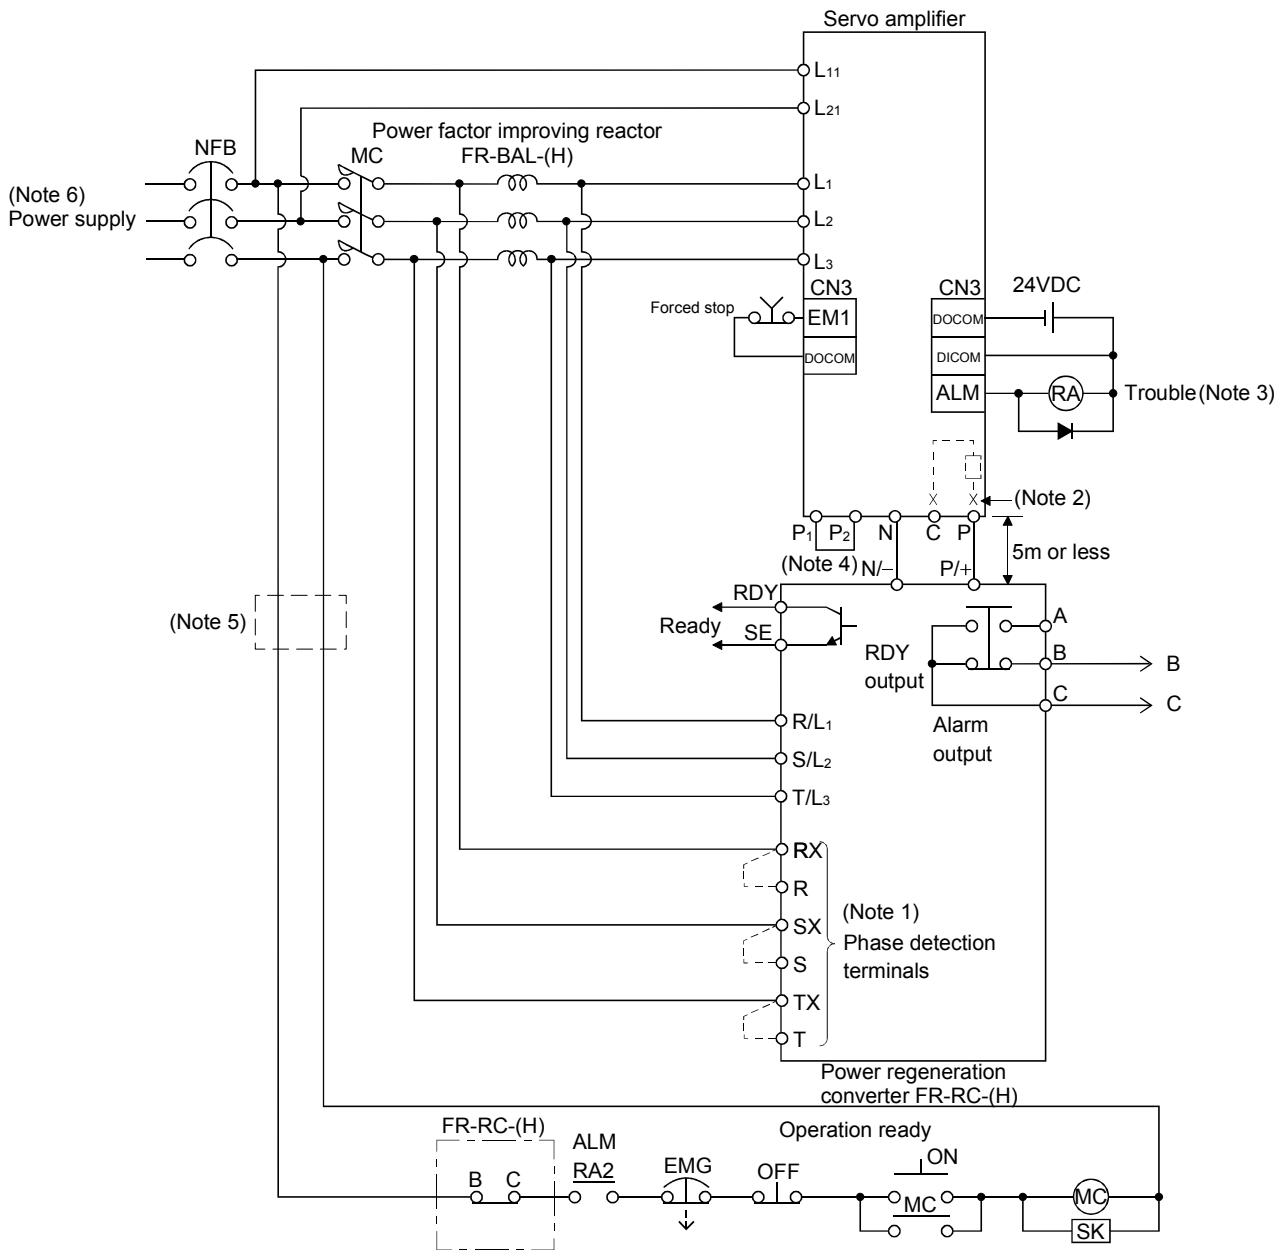 Servo amplifier
L11
L21
Power factor improving reactor
NFB
MC
FR-BAL-(H)
(Note 6)
Power supply
L1
L2
L3
CN3
CN3
24VDC
Forced stop
EM1
DOCOM
DOCOM
DICOM
ALM
RA
Trouble(Note 3)
(Note 2)
P1
P2
N
C
P
5m or less
(Note 4)
N/−
P/+
RDY
Ready
SE
RDY
output
A
B
B
C
C
Alarm
output
(Note 5)
R/L1
S/L2
T/L3
RX
R
(Note 1)
SX
Phase detection
terminals
S
TX
T
Power regeneration
converter FR-RC-(H)
FR-RC-(H)
Operation ready
ALM
RA2
B
C
EMG
OFF
ON
MC
MC
SK